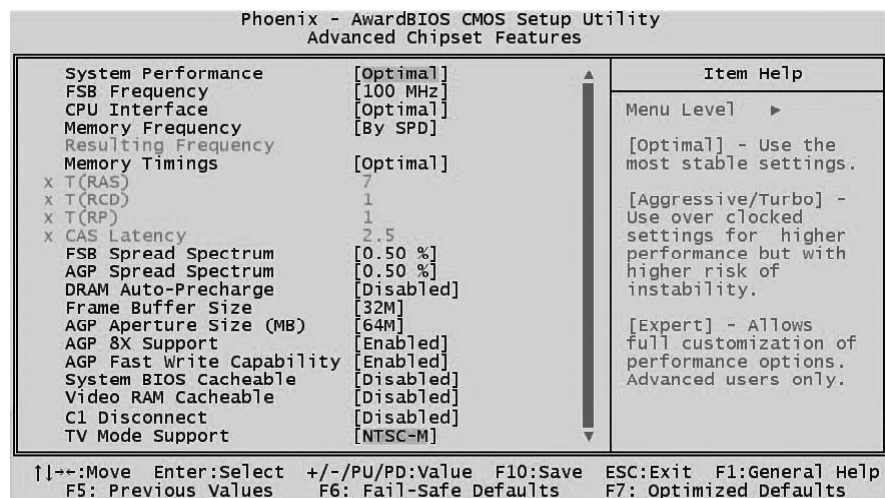 Phoenix - AwardBIOS CMOS Setup Utility
Advanced Chipset Features
System Performance [Optimal]
FSB Frequency [100 MHz]
CPU Interface [Optimal]
Memory Frequency [By SPD]
Resulting Frequency
Memory Timings [Optimal]
x T(RAS) 7
x T(RCD) 1
x T(RP) 1
x CAS Latency 2.5
FSB Spread Spectrum [0.50 %]
AGP Spread Spectrum [0.50 %]
DRAM Auto-Precharge [Disabled]
Frame Buffer Size [32M]
AGP Aperture Size (MB) [64M]
AGP 8X Support [Enabled]
AGP Fast Write Capability [Enabled]
System BIOS Cacheable [Disabled]
Video RAM Cacheable [Disabled]
C1 Disconnect [Disabled]
TV Mode Support [NTSC-M]
Item Help
Menu Level ►
[Optimal] - Use the
most stable settings.
[Aggressive/Turbo] -
Use over clocked
settings for higher
performance but with
higher risk of
instability.
[Expert] - Allows
full customization of
performance options.
Advanced users only.
↑↓→←:Move Enter:Select +/-/PU/PD:Value F10:Save ESC:Exit F1:General Help
F5: Previous Values F6: Fail-Safe Defaults F7: Optimized Defaults